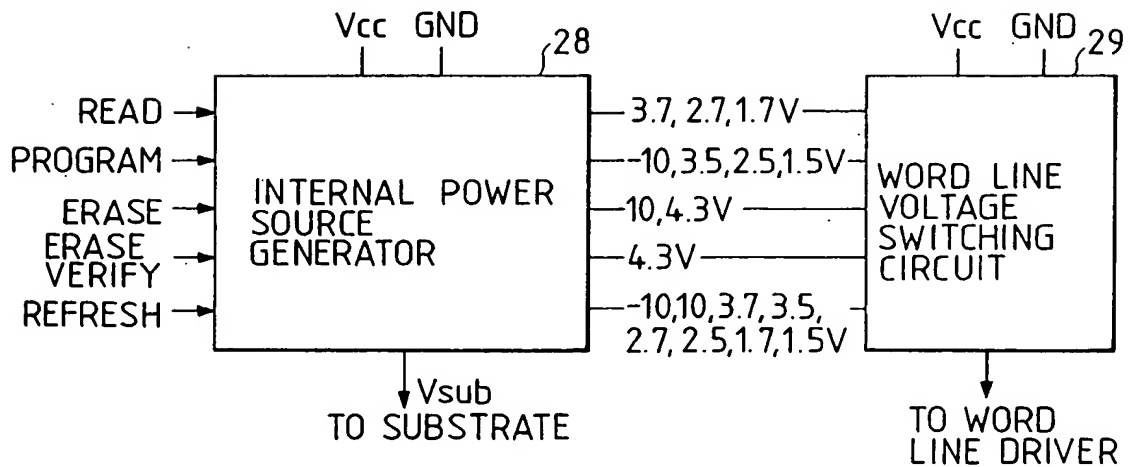 Vcc GND 28
READ
PROGRAM
ERASE
ERASE
VERIFY
REFRESH
INTERNAL POWER
SOURCE
GENERATOR
Vsub
TO SUBSTRATE
3.7, 2.7, 1.7V
-10, 3.5, 2.5, 1.5V
10, 4.3V
4.3V
-10, 10, 3.7, 3.5,
2.7, 2.5, 1.7, 1.5V
Vcc GND 29
WORD LINE
VOLTAGE
SWITCHING
CIRCUIT
TO WORD
LINE DRIVER